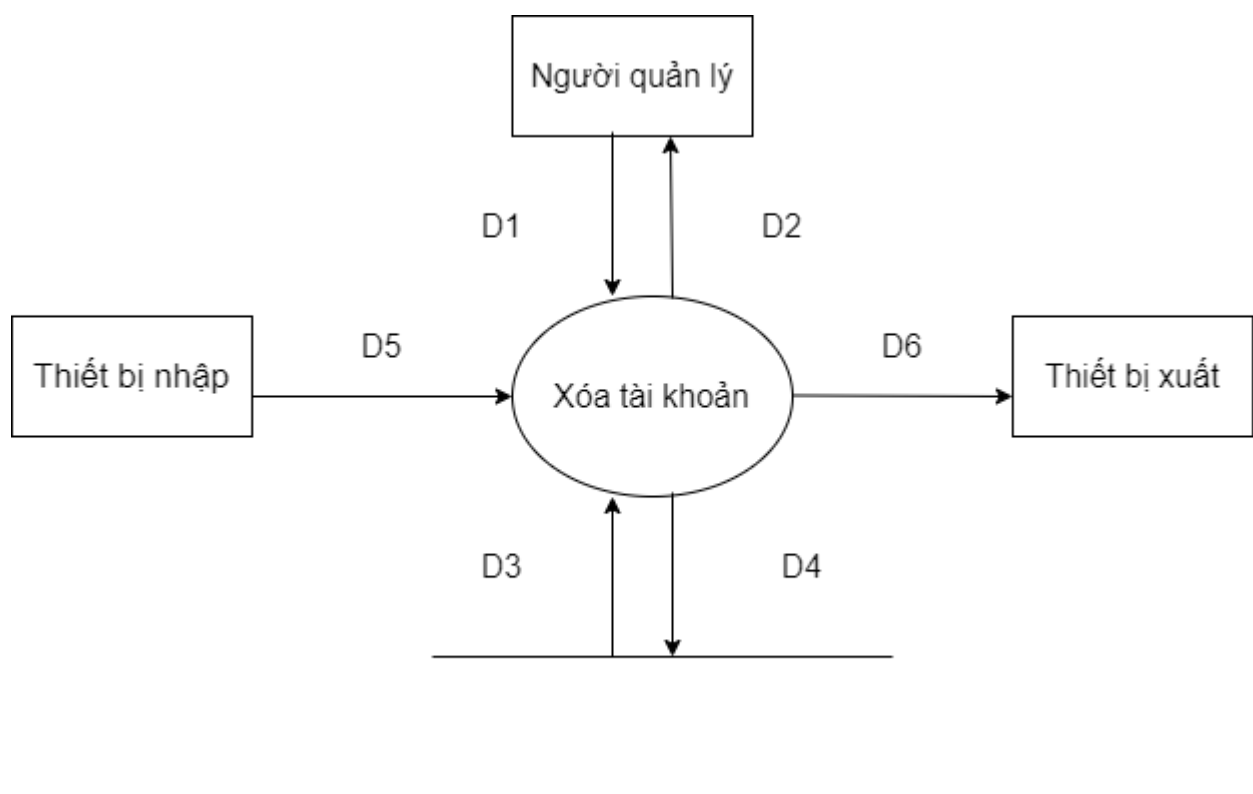 Người quản lý
D1
D2
D5
D6
Thiết bị nhập
Xóa tài khoản
Thiết bị xuất
D3
D4